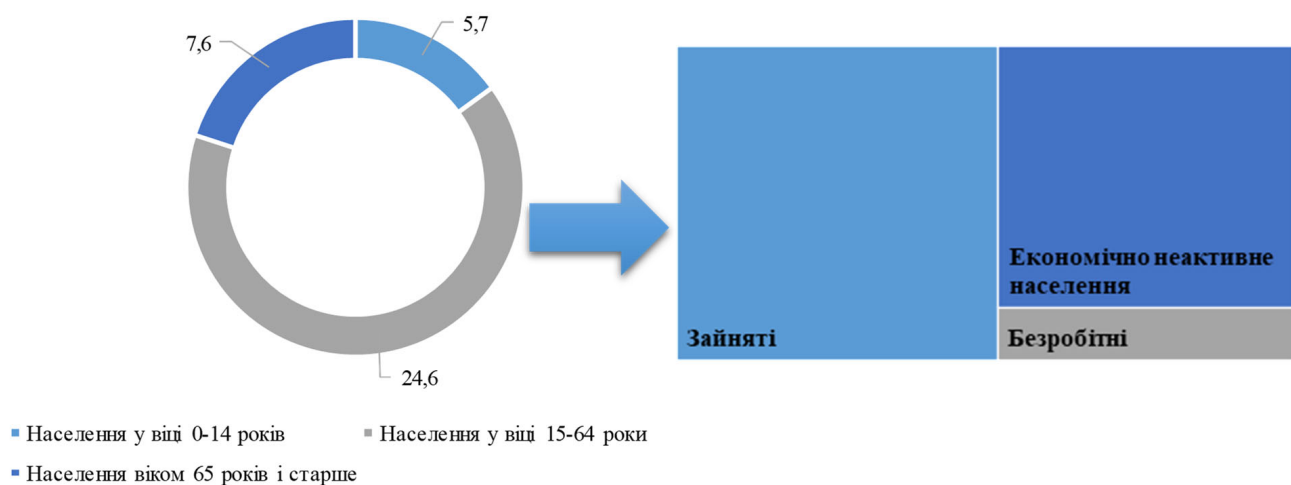 7,6
5,7
24,6
Населення у віці 0-14 років
Населення у віці 15-64 роки
Населення віком 65 років і старше
Зайняті
Економічно неактивне
населення
Безробітні